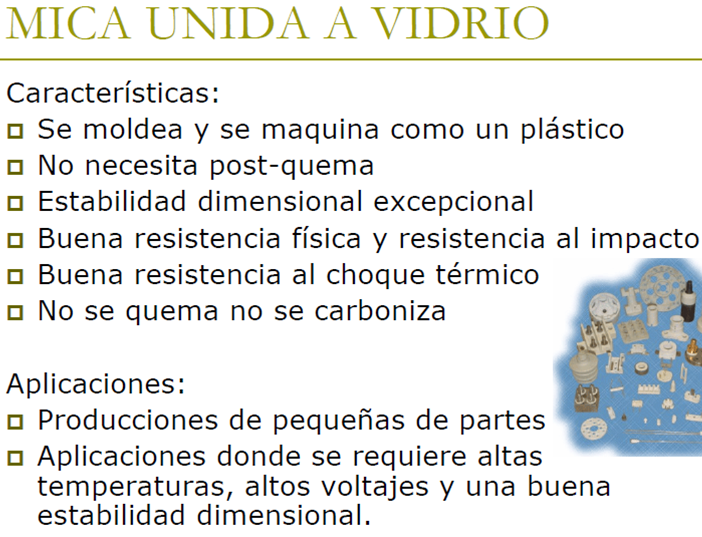 MICA UNIDA A VIDRIO
Características:
Se moldea y se maquina como un plástico
No necesita post-quema
Estabilidad dimensional excepcional
Buena resistencia física y resistencia al impacto
Buena resistencia al choque térmico
No se quema no se carboniza
Aplicaciones:
Producciones de pequeñas de partes
Aplicaciones donde se requiere altas
temperaturas, altos voltajes y una buena
estabilidad dimensional.